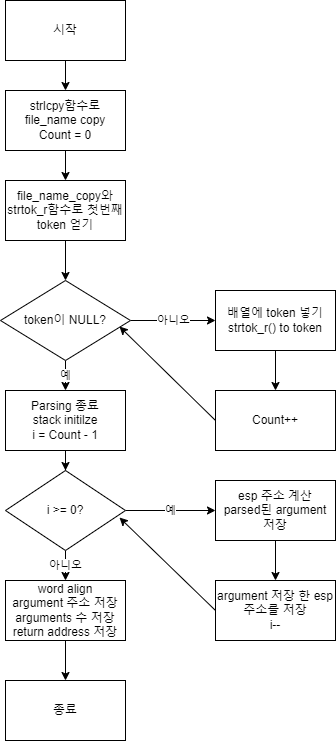 시작
strlcpy함수로
file_name copy
Count = 0
file_name_copy와
strtok_r함수로 첫번째
token 얻기
token이 NULL?
아니오
배열에 token 넣기
strtok_r() to token
예
Parsing 종료
stack initilze
i = Count - 1
Count++
i >= 0?
예
esp 주소 계산
parsed된 argument
저장
아니오
word align
argument 주소 저장
arguments 수 저장
return address 저장
argument 저장 한 esp
주소를 저장
i--
종료